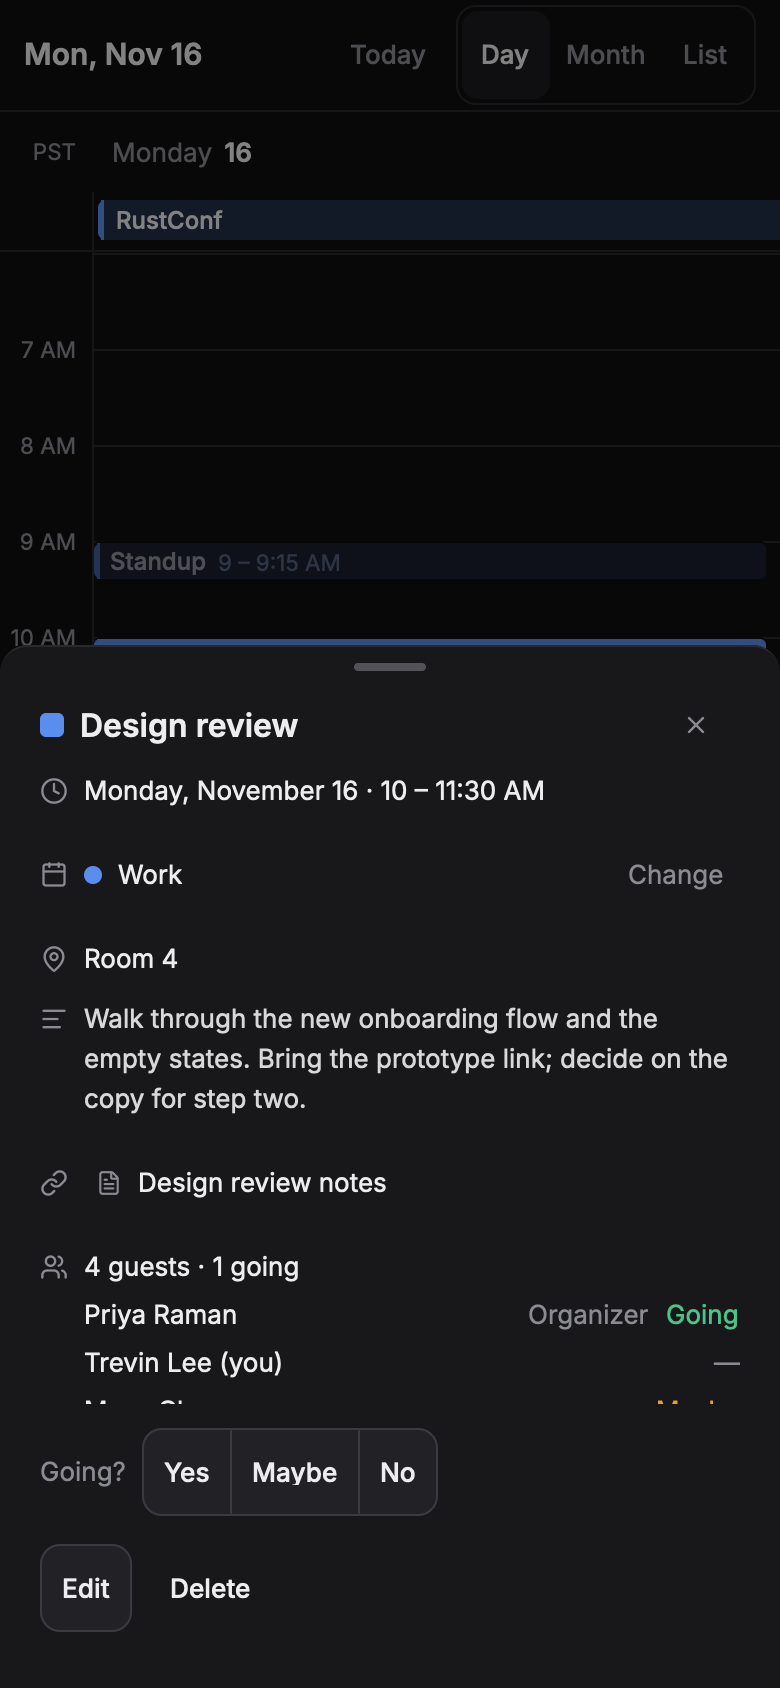 Mon, Nov 16 Today Day Month List
PST Monday 16
RustConf
7 AM
8 AM
9 AM
Standup 9 – 9:15 AM
10 AM
Design review
Monday, November 16 · 10 – 11:30 AM
Work Change
Room 4
Walk through the new onboarding flow and the
empty states. Bring the prototype link; decide on the
copy for step two.
Design review notes
4 guests · 1 going
Priya Raman Organizer Going
Trevin Lee (you) —
Going? Yes Maybe No
Edit Delete